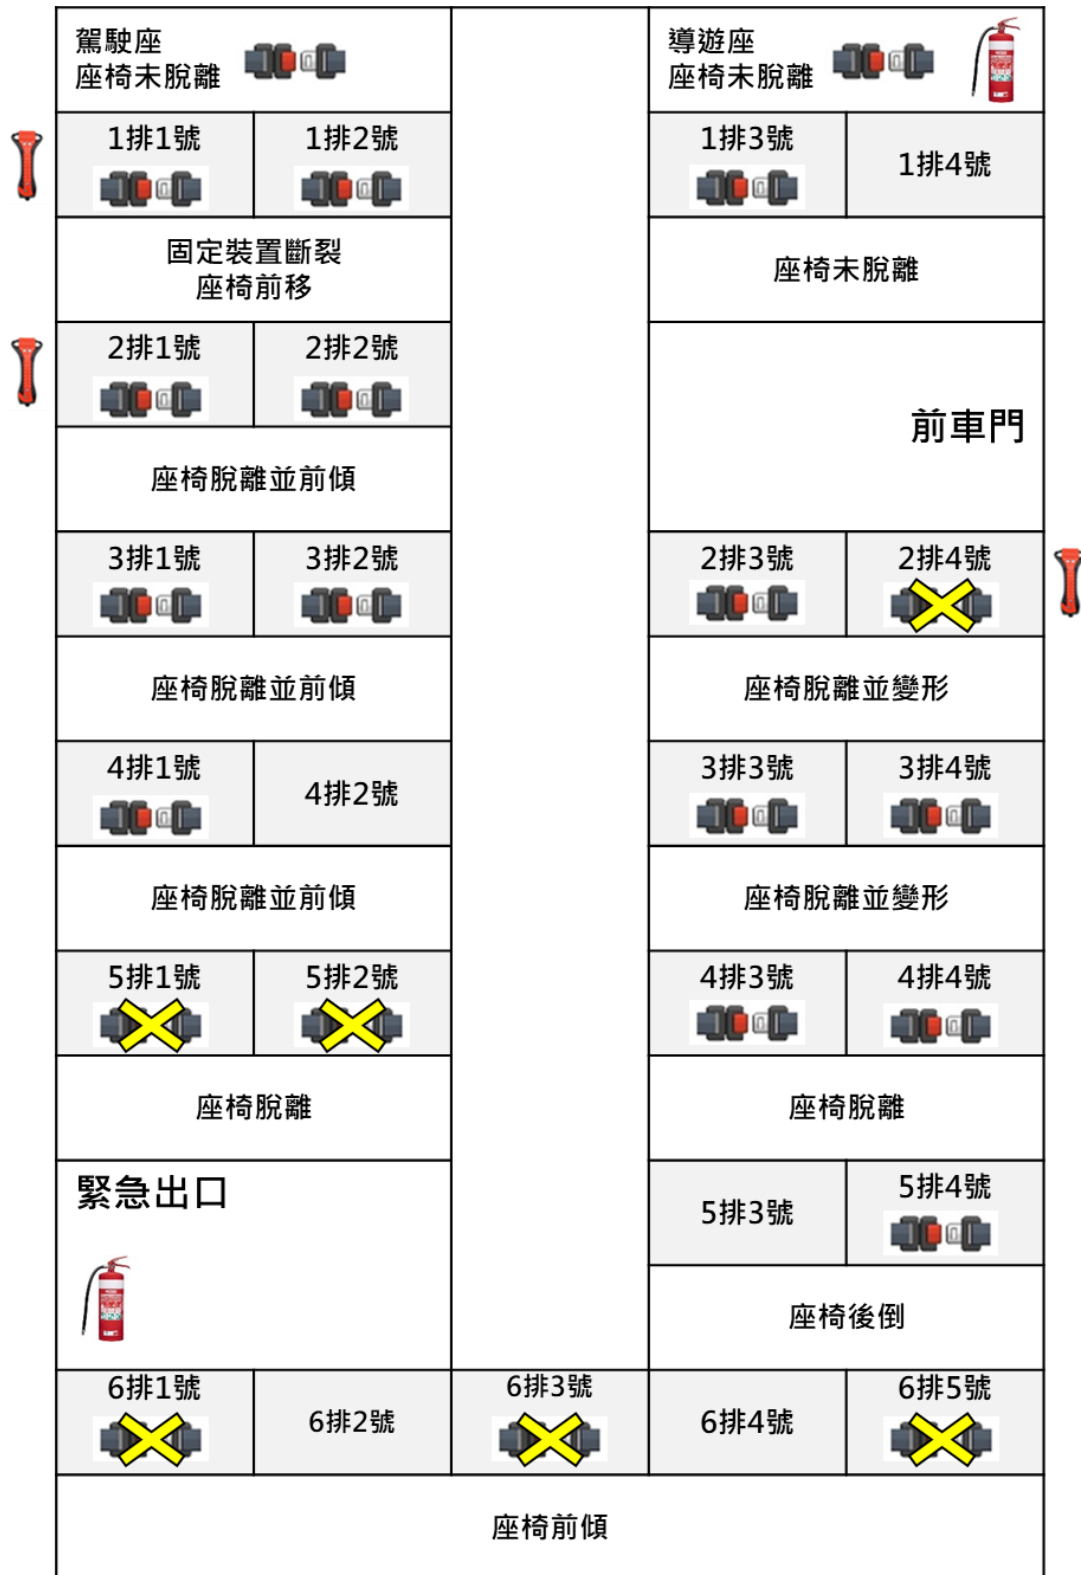 駕駛座
座椅未脫離
導遊座
座椅未脫離
1排1號
1排2號
1排3號
1排4號
固定裝置斷裂
座椅前移
座椅未脫離
2排1號
2排2號
前車門
座椅脫離並前傾
3排1號
3排2號
2排3號
2排4號
座椅脫離並前傾
座椅脫離並變形
4排1號
4排2號
3排3號
3排4號
座椅脫離並前傾
座椅脫離並變形
5排1號
5排2號
4排3號
4排4號
座椅脫離
座椅脫離
緊急出口
5排3號
5排4號
座椅後倒
6排1號
6排2號
6排3號
6排4號
6排5號
座椅前傾